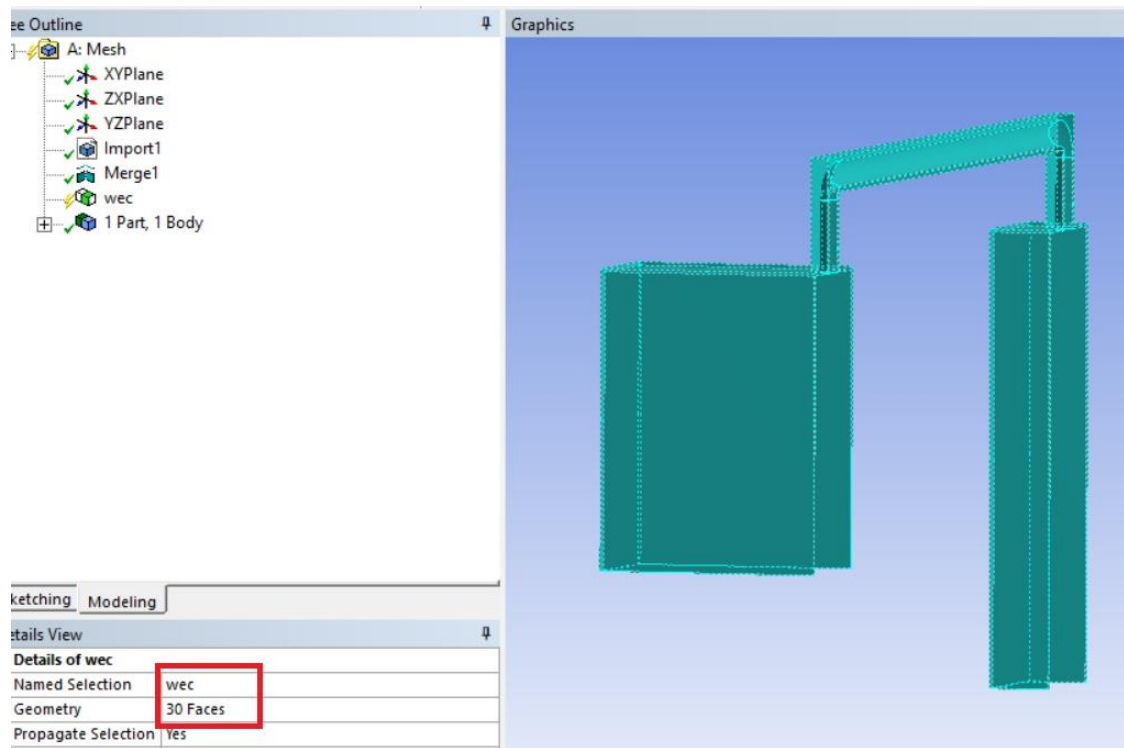 ee Outline
Graphics
A: Mesh
XYPlane
ZXPlane
YZPlane
Import1
Merge1
wec
1 Part, 1 Body
ketching Modeling
etails View
Details of wec
Named Selection wec
Geometry 30 Faces
Propagate Selection Yes